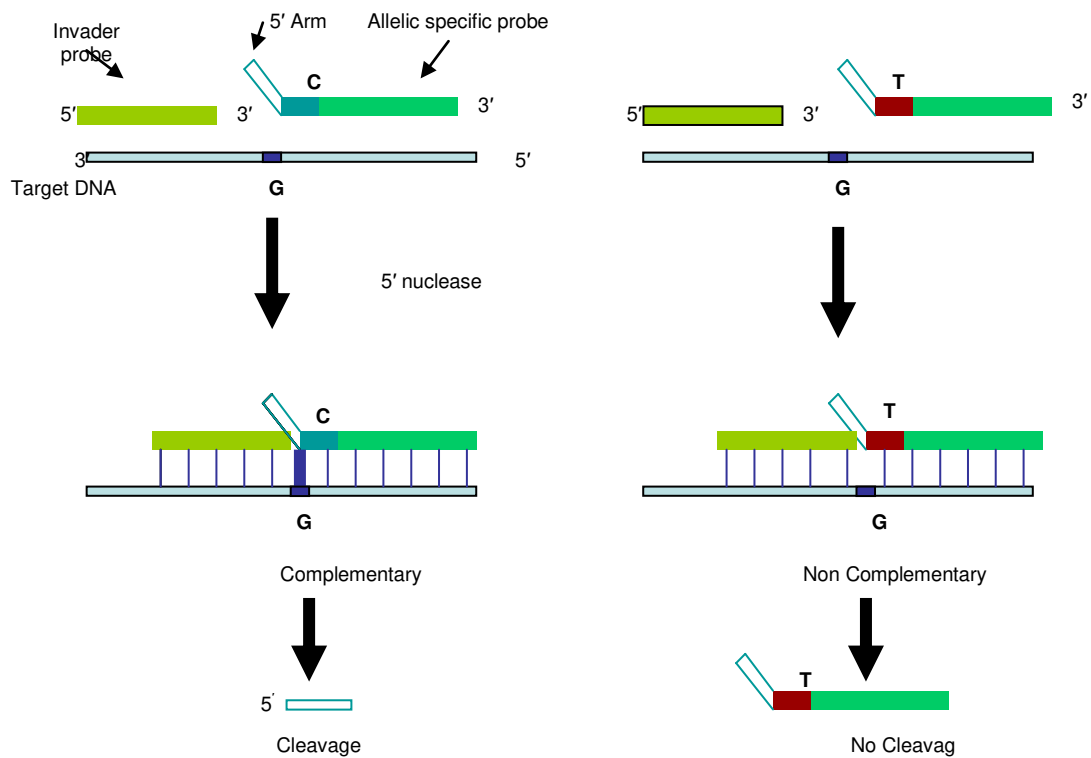 Invader
probe
5′ Arm
Allelic specific probe
C
5′
3′
3′
3′
5′
Target DNA
G
T
5′
3′
3′
G
5′ nuclease
C
G
Complementary
T
G
Non Complementary
5′
Cleavage
T
No Cleavag